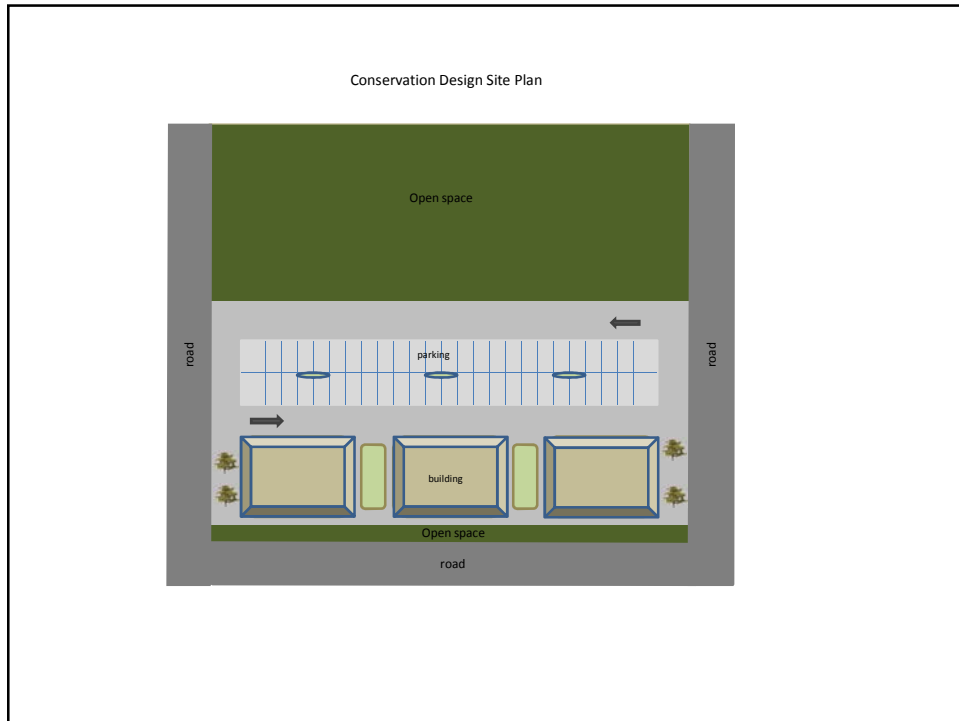 Conservation Design Site Plan
Open space
road
parking
road
building
Open space
road